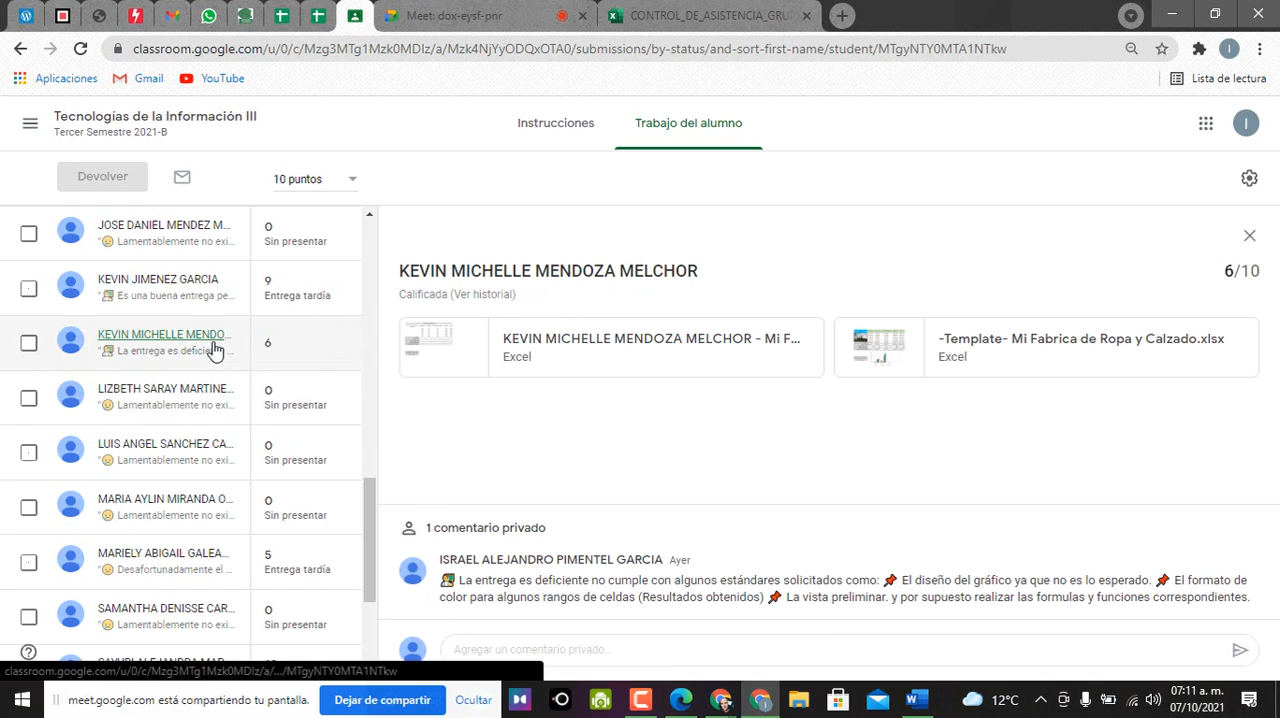 Meet: dox-eysf-pnr
CONTROL_DE_ASISTENCIA_GRU
classroom.google.com/u/0/c/Mzg3MTg1Mzk0MDIz/a/Mzk4NjYyODQxOTA0/submissions/by-status/and-sort-first-name/student/MTgyNTY0MTA1NTkw
Aplicaciones
Gmail
YouTube
Lista de lectura
Tecnologías de la Información III
Tercer Semestre 2021-B
Instrucciones
Trabajo del alumno
Devolver
10 puntos
JOSE DANIEL MENDEZ M...
0
"😔 Lamentablemente no exi...
Sin presentar
KEVIN JIMENEZ GARCIA
9
"👩‍🏫 Es una buena entrega pe...
Entrega tardía
KEVIN MICHELLE MENDO...
6
"👩‍🏫 La entrega es deficie...
LIZBETH SARAY MARTINE...
0
"😔 Lamentablemente no exi...
Sin presentar
LUIS ANGEL SANCHEZ CA...
0
"😔 Lamentablemente no exi...
Sin presentar
MARIA AYLIN MIRANDA O...
0
"😔 Lamentablemente no exi...
Sin presentar
MARIELY ABIGAIL GALEA...
5
"😔 Desafortunadamente el ...
Entrega tardía
SAMANTHA DENISSE CAR...
0
"😔 Lamentablemente no exi...
Sin presentar
KEVIN MICHELLE MENDOZA MELCHOR
6/10
Calificada (Ver historial)
KEVIN MICHELLE MENDOZA MELCHOR - Mi F...
Excel
-Template- Mi Fabrica de Ropa y Calzado.xlsx
Excel
1 comentario privado
ISRAEL ALEJANDRO PIMENTEL GARCIA Ayer
👩‍🏫 La entrega es deficiente no cumple con algunos estándares solicitados como: 📌 El diseño del gráfico ya que no es lo esperado. 📌 El formato de
color para algunos rangos de celdas (Resultados obtenidos) 📌 La vista preliminar. y por supuesto realizar las formulas y funciones correspondientes.
Agregar un comentario privado...
classroom.google.com/u/0/c/Mzg3MTg1Mzk0MDIz/a/.../MTgyNTY0MTA1NTkw
meet.google.com está compartiendo tu pantalla.
Dejar de compartir
Ocultar
12°C
07:11 a. m.
07/10/2021